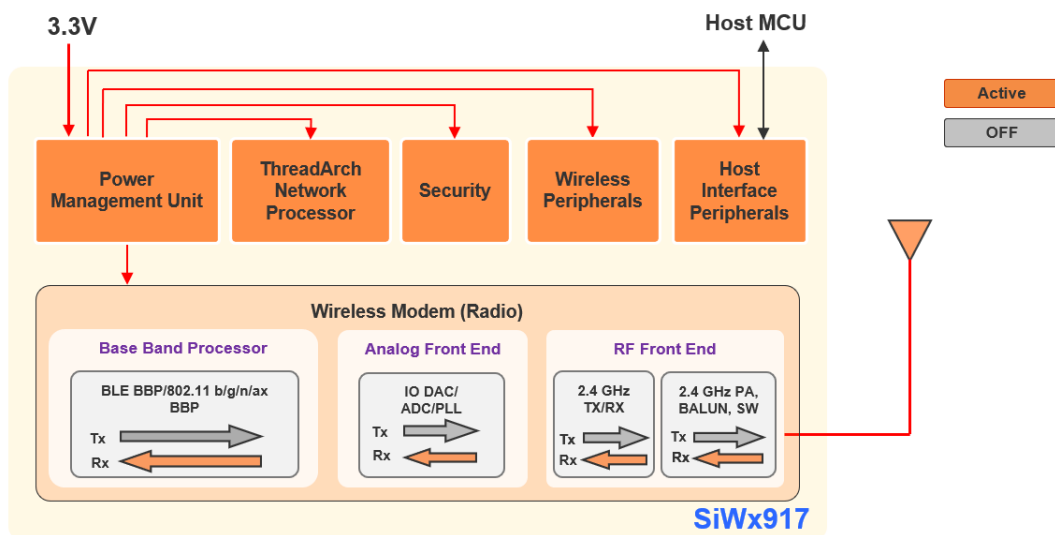 3.3V
Host MCU
Active
OFF
Power
Management Unit
ThreadArch
Network
Processor
Security
Wireless
Peripherals
Host
Interface
Peripherals
Wireless Modem (Radio)
Base Band Processor
BLE BBP/802.11 b/g/n/ax
BBP
Tx
Rx
Analog Front End
IO DAC/
ADC/PLL
Tx
Rx
RF Front End
2.4 GHz
TX/RX
Tx
Rx
2.4 GHz PA,
BALUN, SW
Tx
Rx
SiWx917